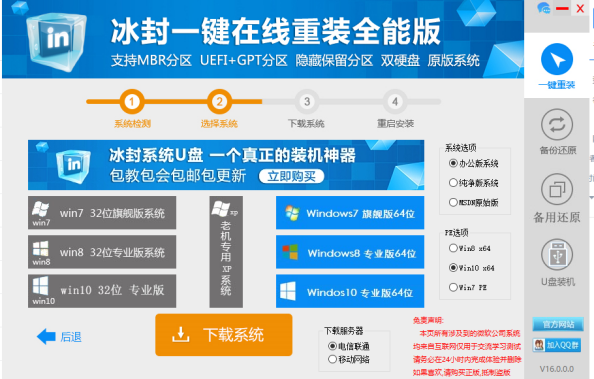 in
冰封一键在线重装全能版
支持MBR分区 UEFI+GPT分区 隐藏保留分区 双硬盘 原版系统
1
2
3
4
系统检测
选择系统
下载系统
重启安装
in
冰封系统U盘 一个真正的装机神器
包教包会包邮包更新
立即购买
win7
win7 32位旗舰版系统
win8
win8 32位专业版系统
win10
win10 32位 专业版
xp
老机专用XP系统
Windows7 旗舰版64位
Windows8 专业版64位
Windos10 专业版64位
系统选项
办公版系统
纯净版系统
MSDN原始版
PE选项
Win8 x64
Win10 x64
Win7 PE
后退
下载系统
下载服务器
电信联通
移动网络
免责声明:
本页所有涉及到的微软公司系统
均来自互联网仅用于交流学习测试
请务必在24小时内完成体验并删除
如果喜欢,请购买正版,抵制盗版
一键重装
备份还原
备用还原
U盘装机
官方网站
加入QQ群
V16.0.0.0